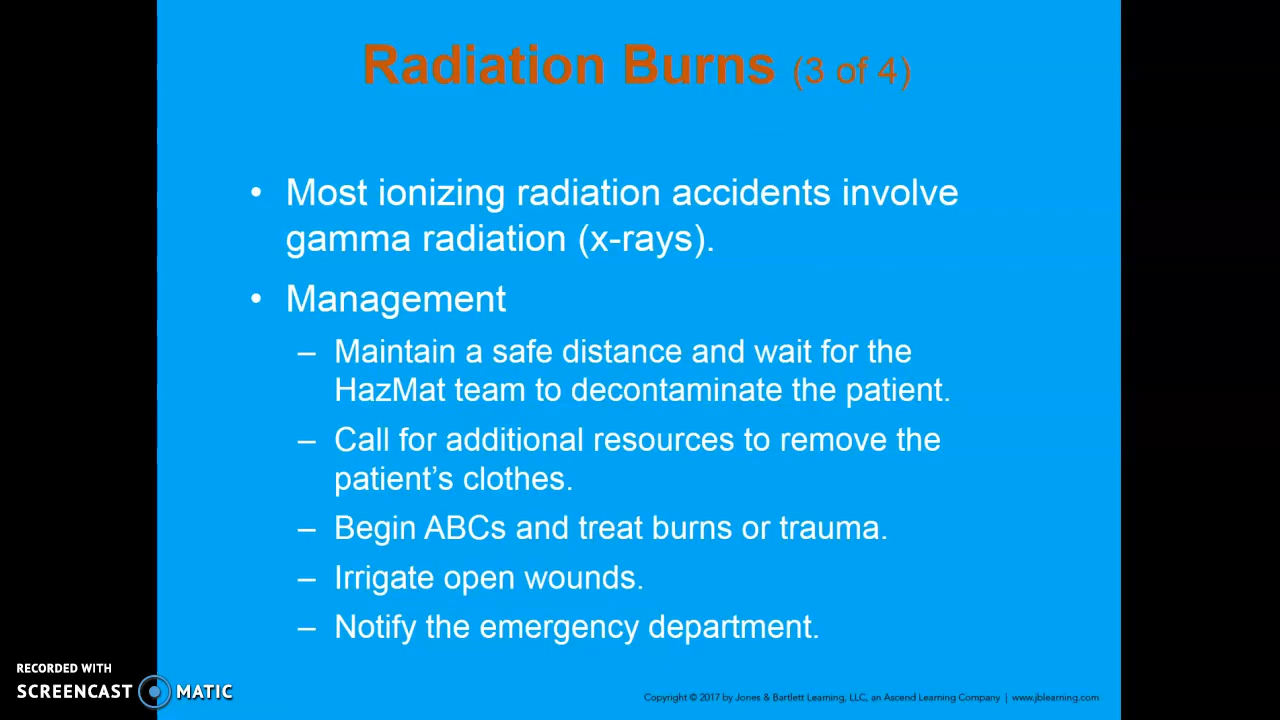 Radiation Burns (3 of 4)
• Most ionizing radiation accidents involve
gamma radiation (x-rays).
• Management
– Maintain a safe distance and wait for the
HazMat team to decontaminate the patient.
– Call for additional resources to remove the
patient's clothes.
– Begin ABCs and treat burns or trauma.
– Irrigate open wounds.
– Notify the emergency department.
RECORDED WITH
SCREENCAST MATIC
Copyright © 2017 by Jones & Bartlett Learning, LLC, an Ascend Learning Company | www.jblearning.com